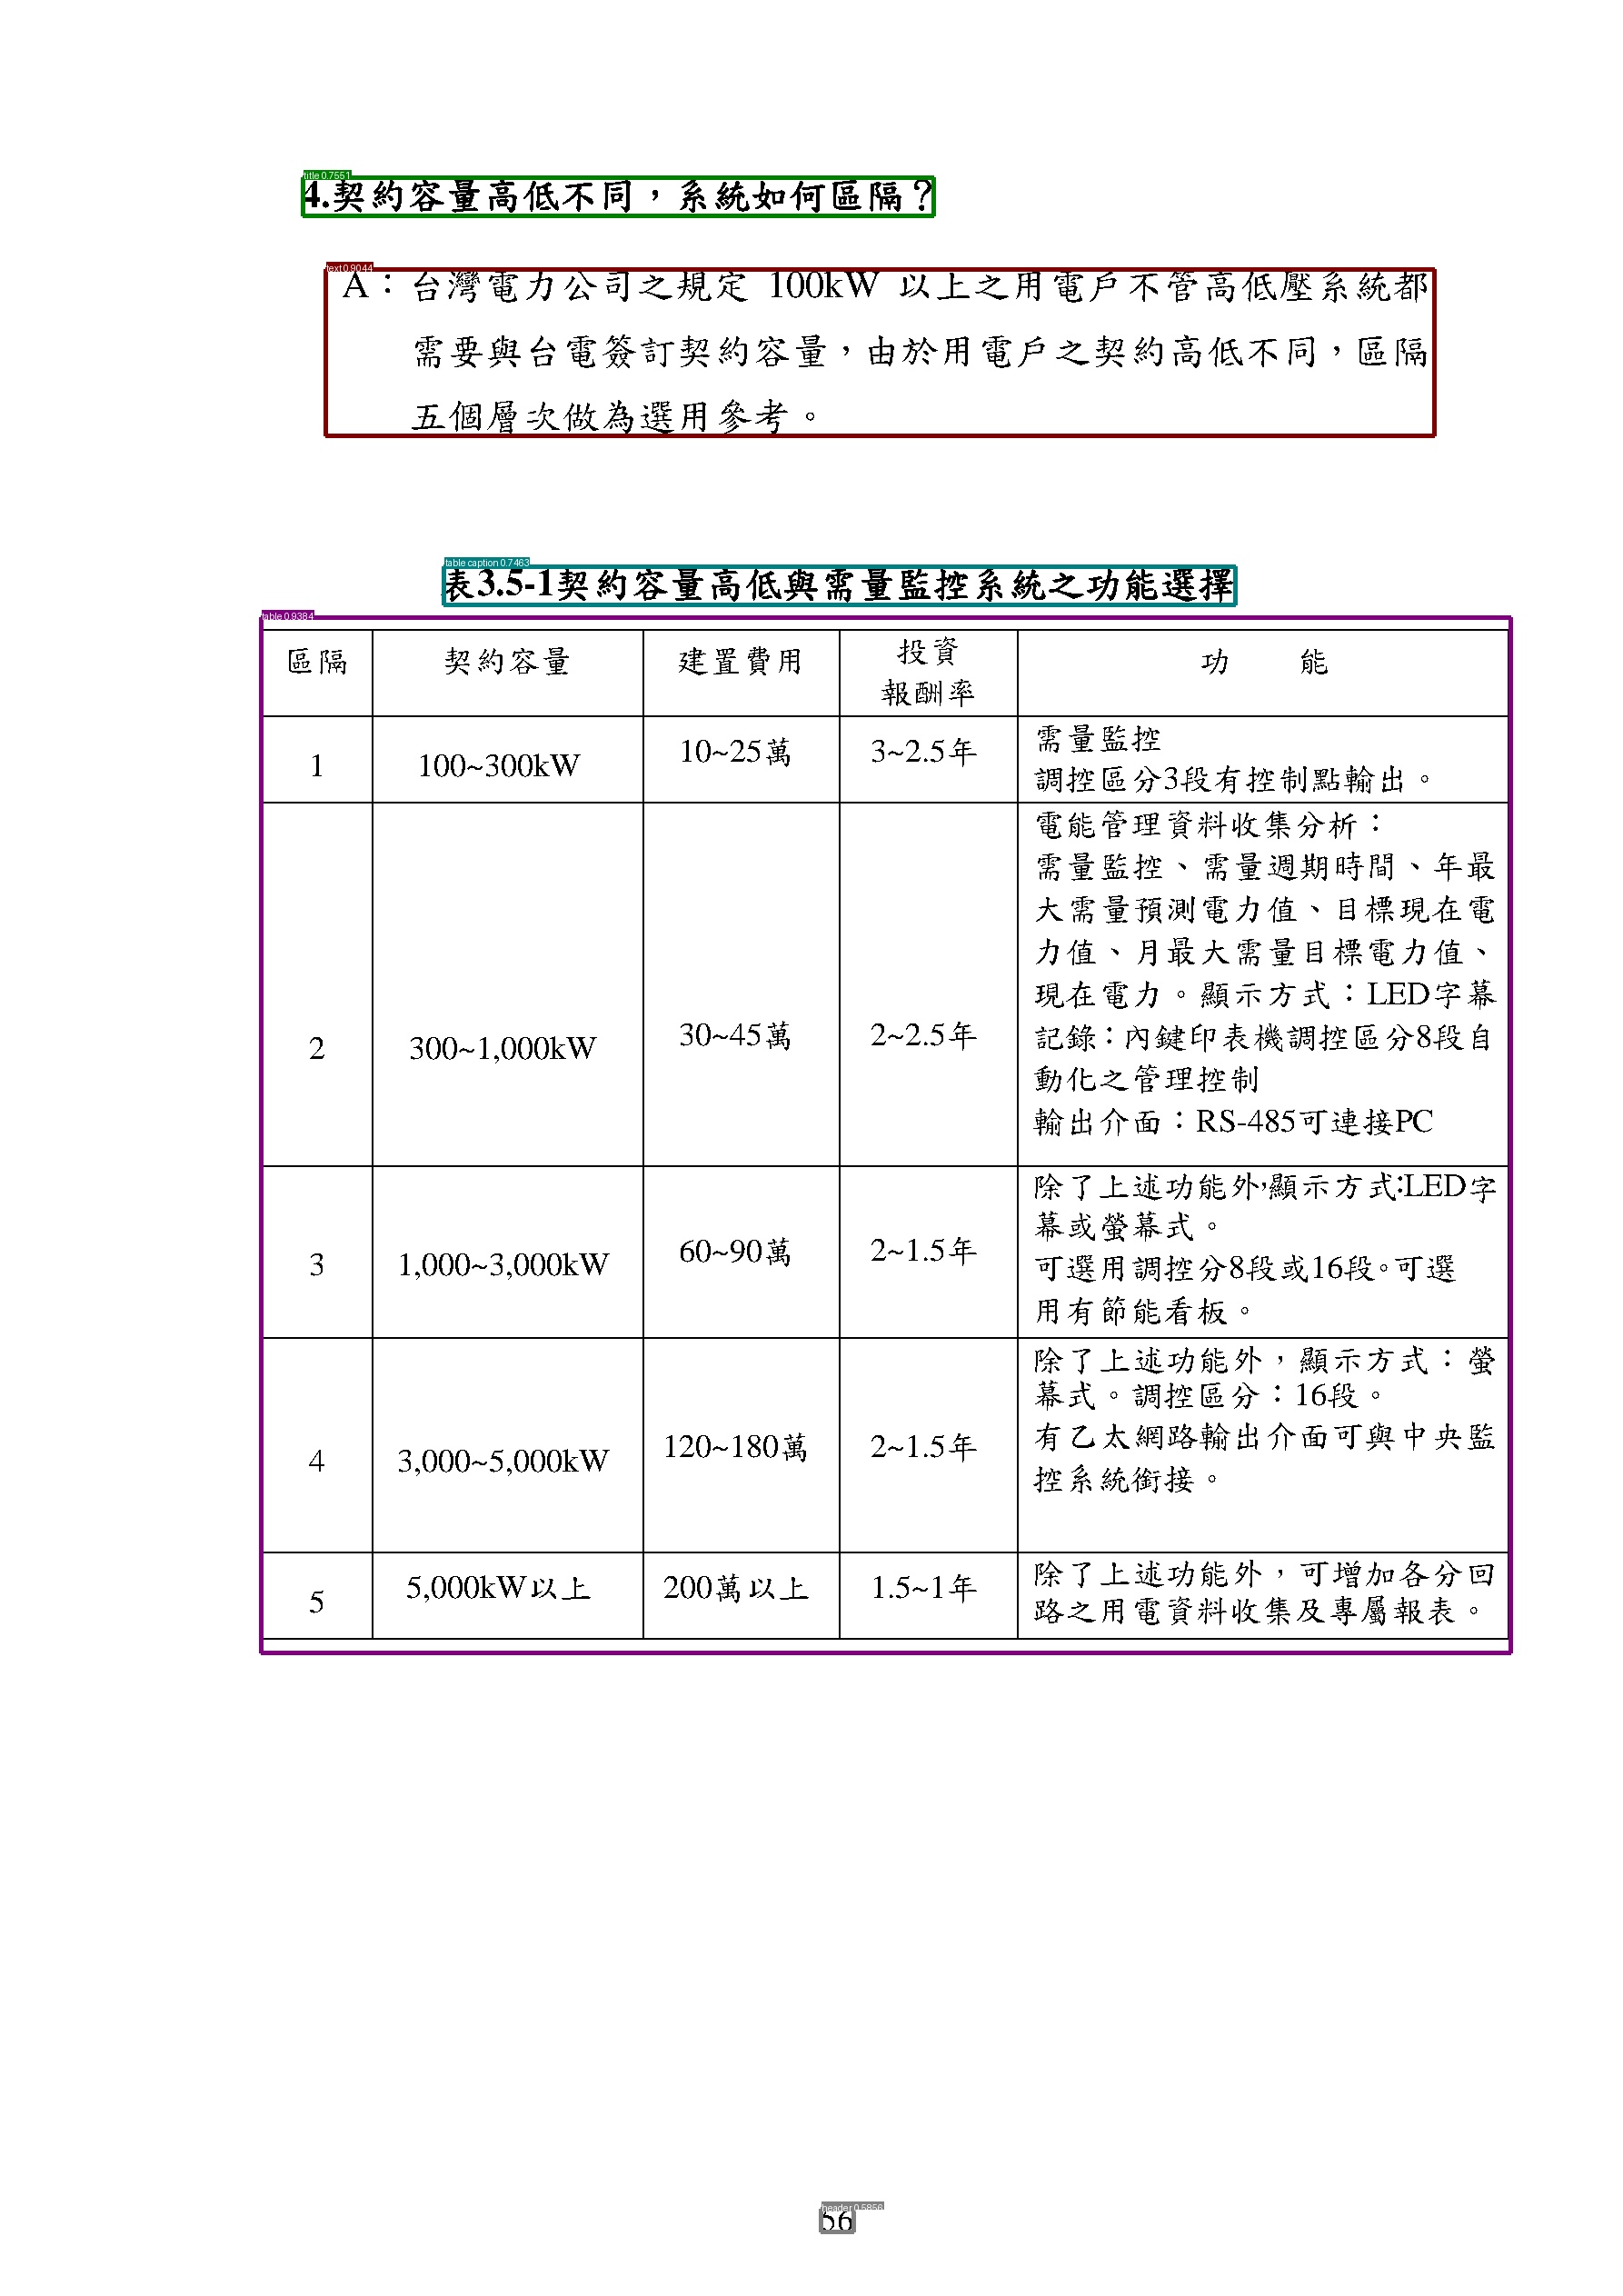 title 0.7551
4.契約容量高低不同，系統如何區隔？
text 0.9044
A：台灣電力公司之規定 100kW 以上之用電戶不管高低壓系統都
需要與台電簽訂契約容量，由於用電戶之契約高低不同，區隔
五個層次做為選用參考。
table caption 0.7463
表3.5-1契約容量高低與需量監控系統之功能選擇
table 0.9384
區隔 契約容量 建置費用 投資報酬率 功 能
1 100~300kW 10~25萬 3~2.5年 需量監控
調控區分3段有控制點輸出。
2 300~1,000kW 30~45萬 2~2.5年 電能管理資料收集分析：
需量監控、需量週期時間、年最
大需量預測電力值、目標現在電
力值、月最大需量目標電力值、
現在電力。顯示方式：LED字幕
記錄：內鍵印表機調控區分8段自
動化之管理控制
輸出介面：RS-485可連接PC
3 1,000~3,000kW 60~90萬 2~1.5年 除了上述功能外，顯示方式：LED字
幕或螢幕式。
可選用調控分8段或16段。可選
用有節能看板。
4 3,000~5,000kW 120~180萬 2~1.5年 除了上述功能外，顯示方式：螢
幕式。調控區分：16段。
有乙太網路輸出介面可與中央監
控系統銜接。
5 5,000kW以上 200萬以上 1.5~1年 除了上述功能外，可增加各分回
路之用電資料收集及專屬報表。
header 0.5856
56